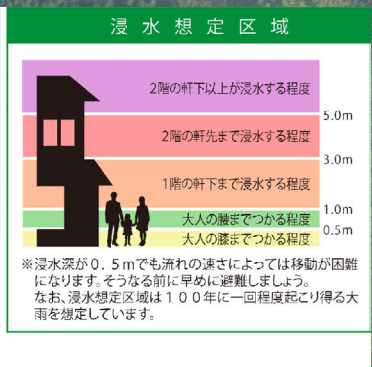 浸水想定区域
2階の軒下以上が浸水する程度
5.0m
2階の軒先まで浸水する程度
3.0m
1階の軒下まで浸水する程度
1.0m
大人の腰までつかる程度
0.5m
大人の膝までつかる程度
※浸水深が０.５ｍでも流れの速さによっては移動が困難
になります。そうなる前に早めに避難しましょう。
なお、浸水想定区域は１００年に一回程度起こり得る大
雨を想定しています。